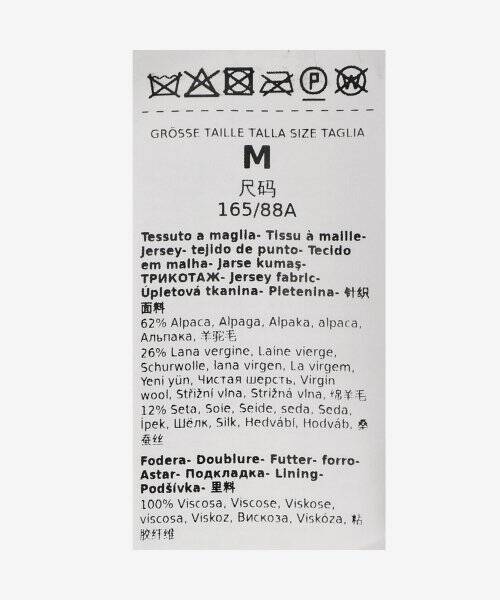 P W
GRÖSSE TAILLE TALLA SIZE TAGLIA
M
尺码
165/88A
Tessuto a maglia- Tissu à maille-
Jersey- tejido de punto- Tecido
em malha- Jarse kumaş-
ТРИКОТАЖ- Jersey fabric-
Úpletová tkanina- Pletenina- 针织
面料
62% Alpaca, Alpaga, Alpaka, alpaca,
Альпака, 羊驼毛
26% Lana vergine, Laine vierge,
Schurwolle, lana virgen, La virgem,
Yeni yün, Чистая шерсть, Virgin
wool, Střižní vlna, Strižná vlna, 绵羊毛
12% Seta, Soie, Seide, seda, Seda,
İpek, Шёлк, Silk, Hedvábí, Hodváb, 桑
蚕丝
Fodera- Doublure- Futter- forro-
Astar- Подкладка- Lining-
Podšívka- 里料
100% Viscosa, Viscose, Viskose,
viscosa, Viskoz, Вискоза, Viskóza, 粘
胶纤维